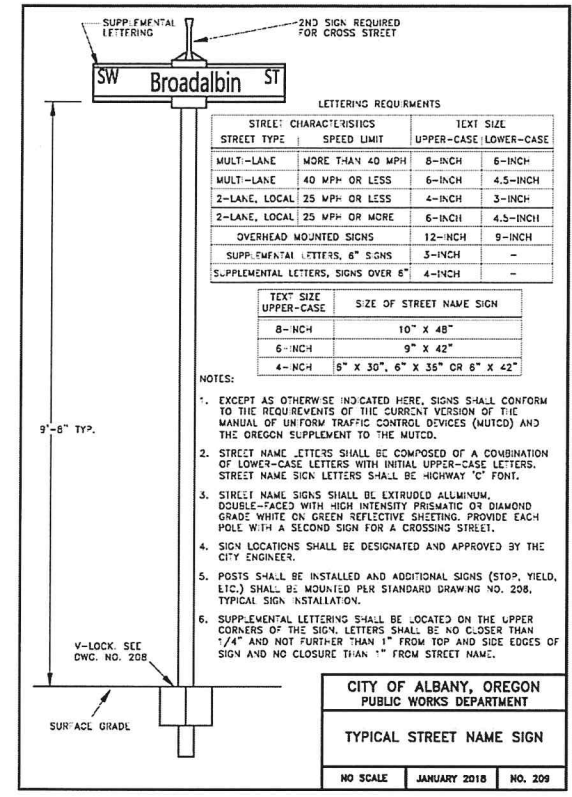 SUPPLEMENTAL
LETTERING
2ND SIGN REQUIRED
FOR CROSS STREET
SW Broadalbin ST
LETTERING REQUIRMENTS
STREET CHARACTERISTICS TEXT SIZE
STREET TYPE SPEED LIMIT UPPER-CASE LOWER-CASE
MULTI-LANE MORE THAN 40 MPH 8-INCH 6-INCH
MULTI-LANE 40 MPH OR LESS 6-INCH 4.5-INCH
2-LANE, LOCAL 25 MPH OR LESS 4-INCH 3-INCH
2-LANE, LOCAL 25 MPH OR MORE 6-INCH 4.5-INCH
OVERHEAD MOUNTED SIGNS 12-INCH 9-INCH
SUPPLEMENTAL LETTERS, 6" SIGNS 3-INCH -
SUPPLEMENTAL LETTERS, SIGNS OVER 6" 4-INCH -
TEXT SIZE
UPPER-CASE SIZE OF STREET NAME SIGN
8-INCH 10" X 48"
6-INCH 9" X 42"
4-INCH 6" X 30", 6" X 36" OR 6" X 42"
9'-6" TYP.
NOTES:
1. EXCEPT AS OTHERWISE INDICATED HERE, SIGNS SHALL CONFORM
TO THE REQUIREMENTS OF THE CURRENT VERSION OF THE
MANUAL OF UNIFORM TRAFFIC CONTROL DEVICES (MUTCD) AND
THE OREGON SUPPLEMENT TO THE MUTCD.
2. STREET NAME LETTERS SHALL BE COMPOSED OF A COMBINATION
OF LOWER-CASE LETTERS WITH INITIAL UPPER-CASE LETTERS.
STREET NAME SIGN LETTERS SHALL BE HIGHWAY 'C' FONT.
3. STREET NAME SIGNS SHALL BE EXTRUDED ALUMINUM,
DOUBLE-FACED WITH HIGH INTENSITY PRISMATIC OR DIAMOND
GRADE WHITE ON GREEN REFLECTIVE SHEETING. PROVIDE EACH
POLE WITH A SECOND SIGN FOR A CROSSING STREET.
4. SIGN LOCATIONS SHALL BE DESIGNATED AND APPROVED BY THE
CITY ENGINEER.
5. POSTS SHALL BE INSTALLED AND ADDITIONAL SIGNS (STOP, YIELD,
ETC.) SHALL BE MOUNTED PER STANDARD DRAWING NO. 208,
TYPICAL SIGN INSTALLATION.
6. SUPPLEMENTAL LETTERING SHALL BE LOCATED ON THE UPPER
CORNERS OF THE SIGN. LETTERS SHALL BE NO CLOSER THAN
1/4" AND NOT FURTHER THAN 1" FROM TOP AND SIDE EDGES OF
SIGN AND NO CLOSURE THAN 1" FROM STREET NAME.
V-LOCK. SEE
DWG. NO. 208
SURFACE GRADE
CITY OF ALBANY, OREGON
PUBLIC WORKS DEPARTMENT
TYPICAL STREET NAME SIGN
NO SCALE JANUARY 2018 NO. 209